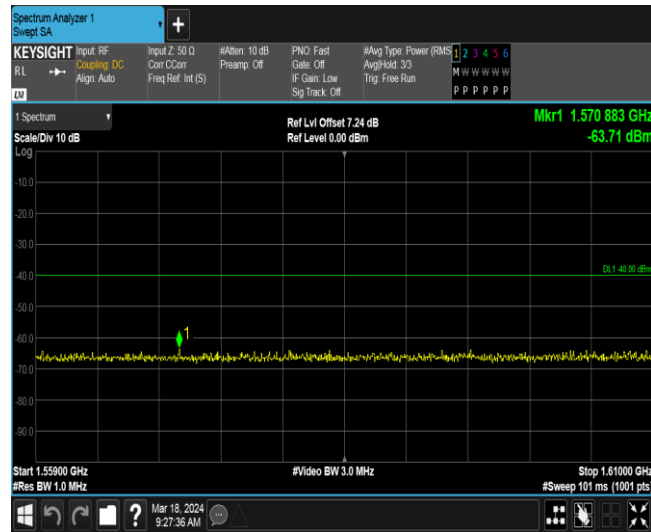 Spectrum Analyzer 1
Swept SA
+
KEYSIGHT Input: RF Input Z: 50 Ω #Atten: 10 dB PNO: Fast #Avg Type: Power (RMS 1 2 3 4 5 6
R L Coupling: DC Corr CCorr Preamp: Off Gate: Off Avg|Hold: 3/3 M W W W W W
Align: Auto Freq Ref: Int (S) IF Gain: Low Trig: Free Run
LXI Sig Track: Off P P P P P P
1 Spectrum Ref Lvl Offset 7.24 dB Mkr1 1.570 883 GHz
Scale/Div 10 dB Ref Level 0.00 dBm -63.71 dBm
Log
-10.0
-20.0
-30.0
-40.0 DL1 -40.00 dBm
-50.0
-60.0 1
-70.0
-80.0
-90.0
Start 1.55900 GHz #Video BW 3.0 MHz Stop 1.61000 GHz
#Res BW 1.0 MHz #Sweep 101 ms (1001 pts
? Mar 18, 2024
9:27:36 AM